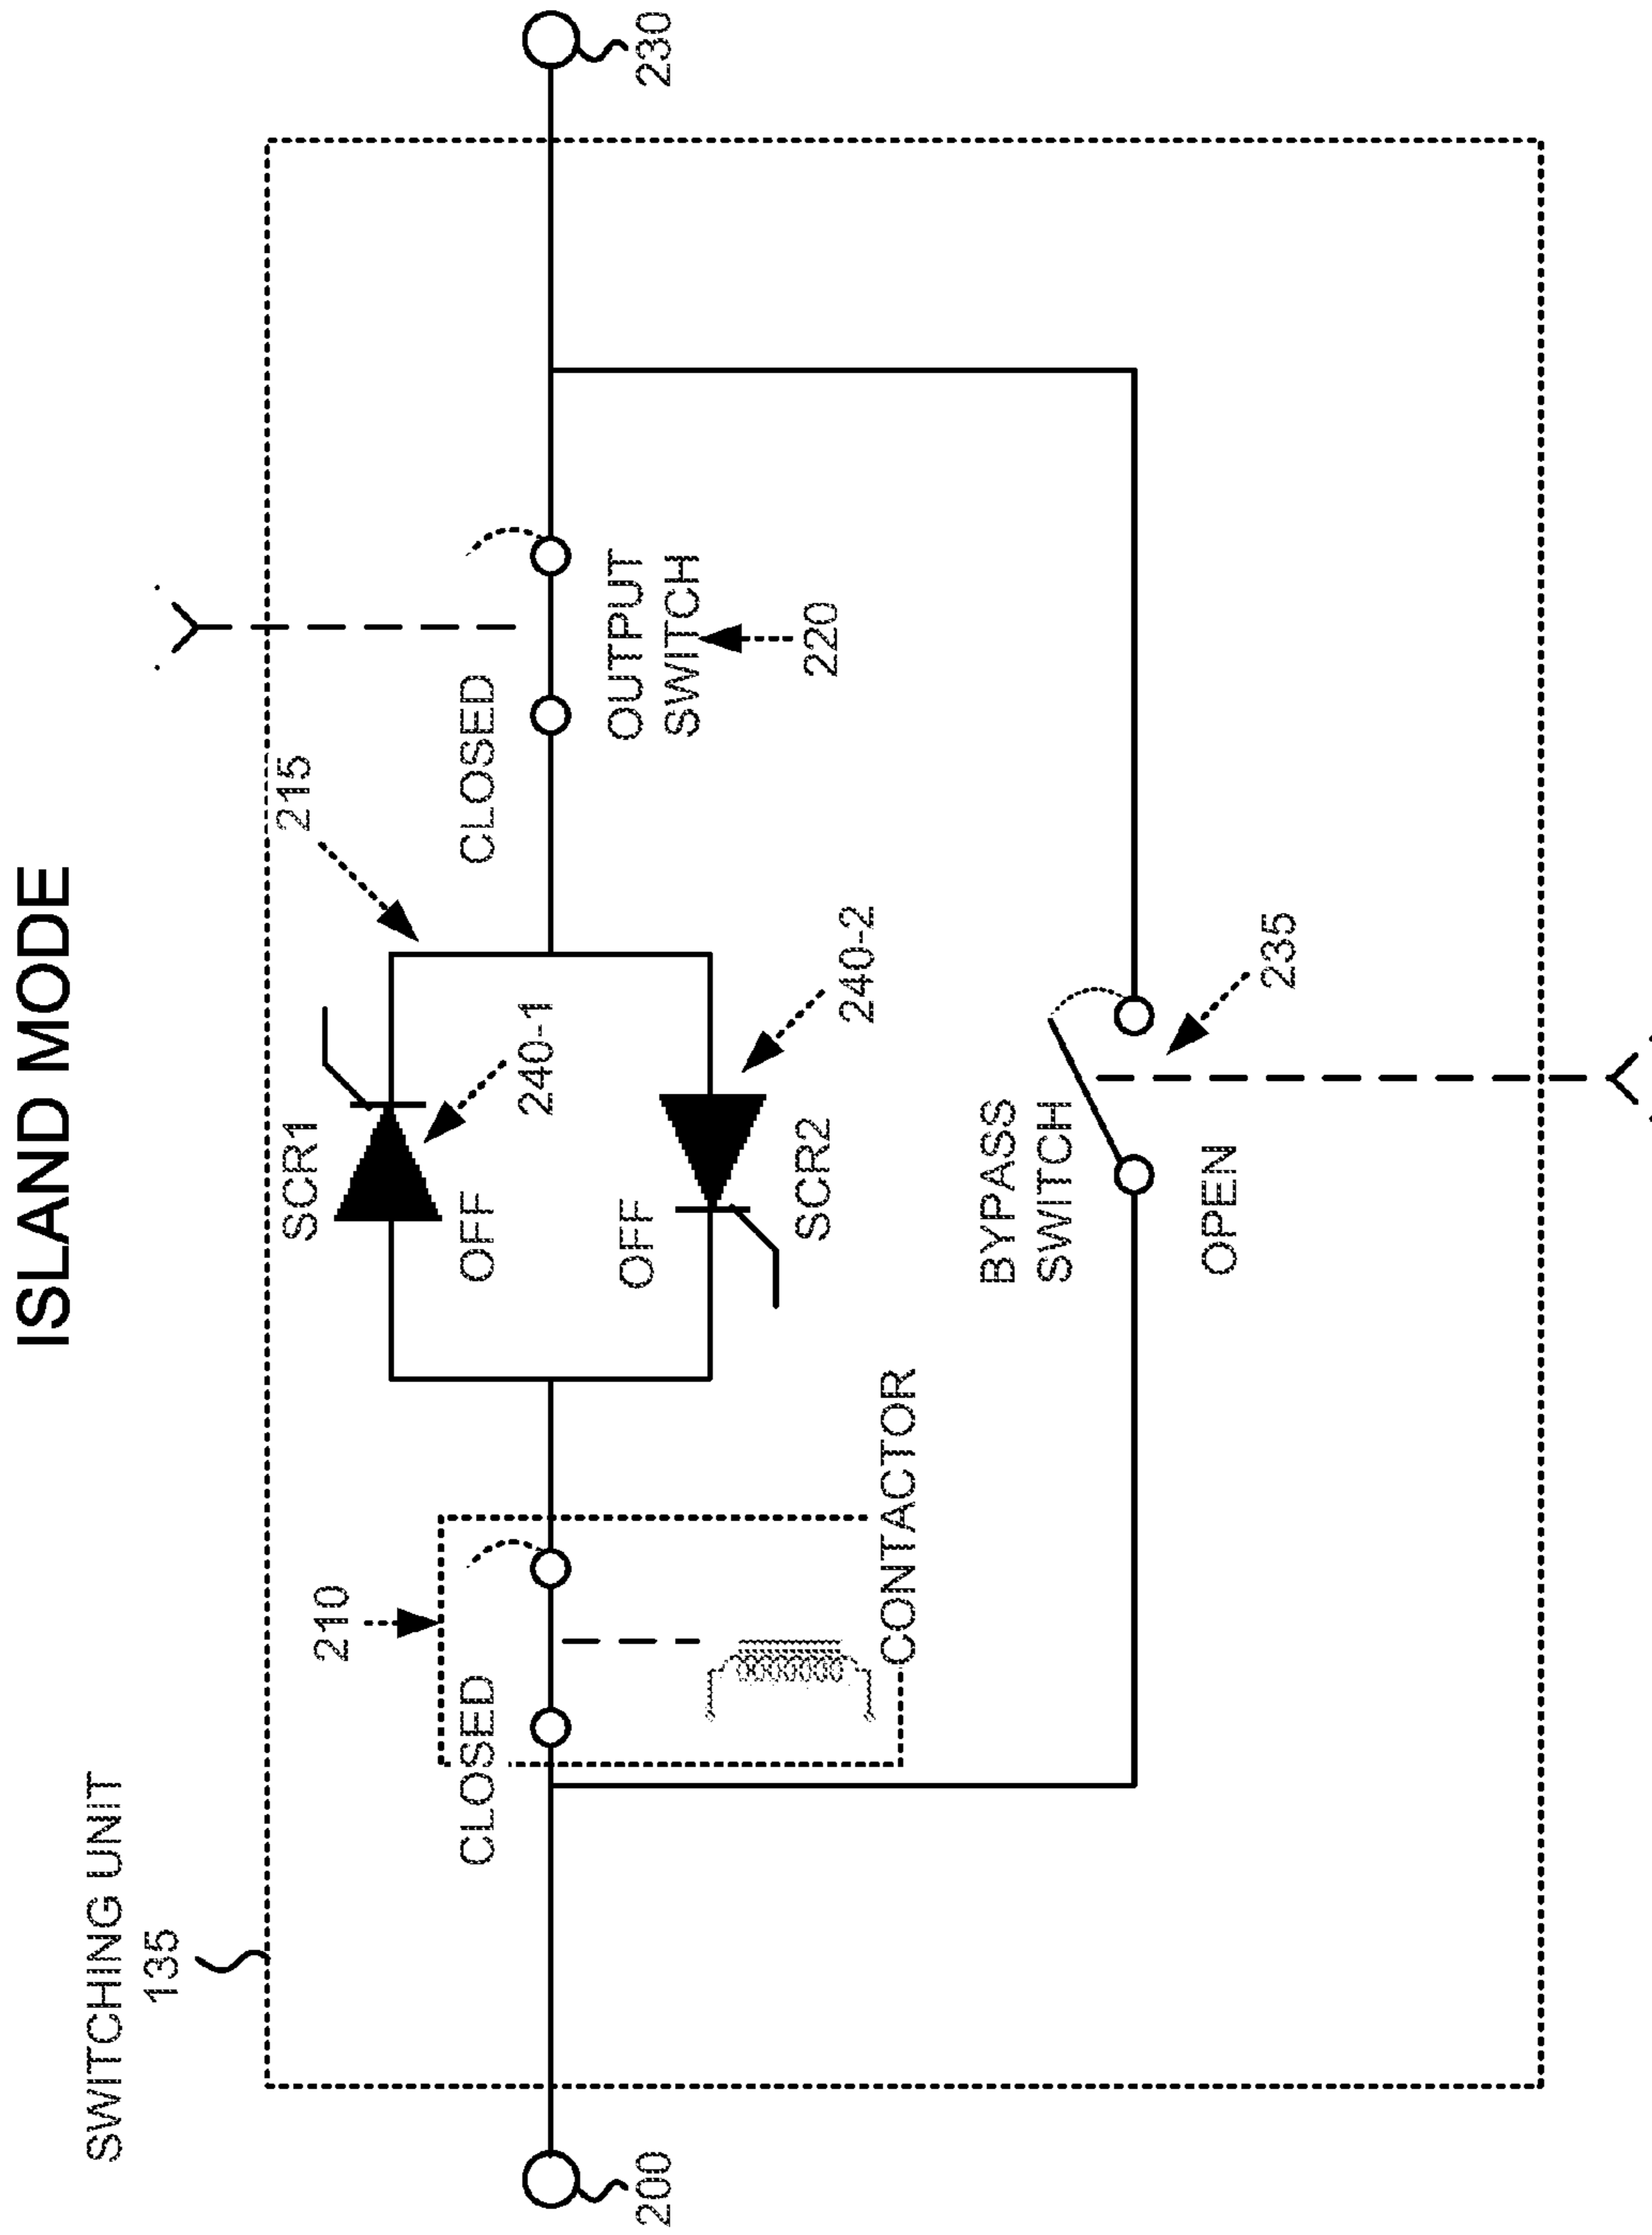 ISLAND MODE
SWITCHING UNIT
135
210
CLOSED
CONTACTOR
SCR1
240-1
OFF
OFF
SCR2
240-2
215
CLOSED
OUTPUT
SWITCH
220
BYPASS
SWITCH
235
OPEN
200
230